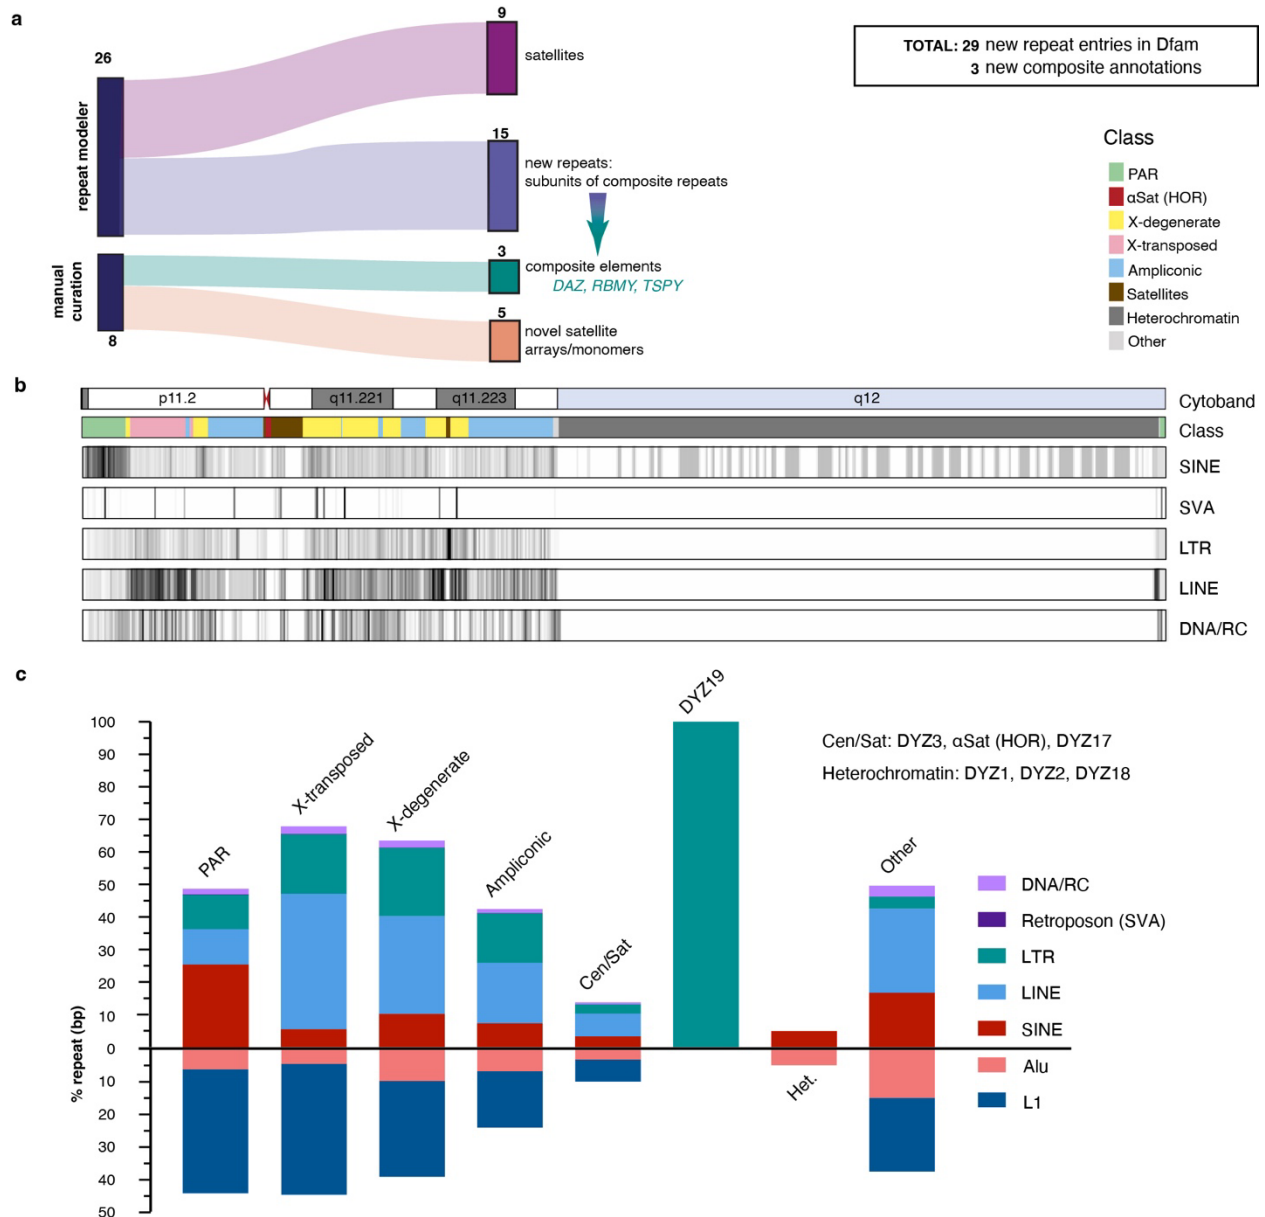 a
26
repeat modeler
manual
curation
8
9
satellites
15
new repeats:
subunits of composite repeats
3
composite elements
DAZ, RBMY, TSPY
5
novel satellite
arrays/monomers
TOTAL: 29 new repeat entries in Dfam
3 new composite annotations
Class
PAR
αSat (HOR)
X-degenerate
X-transposed
Ampliconic
Satellites
Heterochromatin
Other
b
p11.2
q11.221
q11.223
q12
Cytoband
Class
SINE
SVA
LTR
LINE
DNA/RC
c
% repeat (bp)
100
90
80
70
60
50
40
30
20
10
0
10
20
30
40
50
PAR
X-transposed
X-degenerate
Ampliconic
Cen/Sat
DYZ19
Het.
Other
Cen/Sat: DYZ3, αSat (HOR), DYZ17
Heterochromatin: DYZ1, DYZ2, DYZ18
DNA/RC
Retroposon (SVA)
LTR
LINE
SINE
Alu
L1